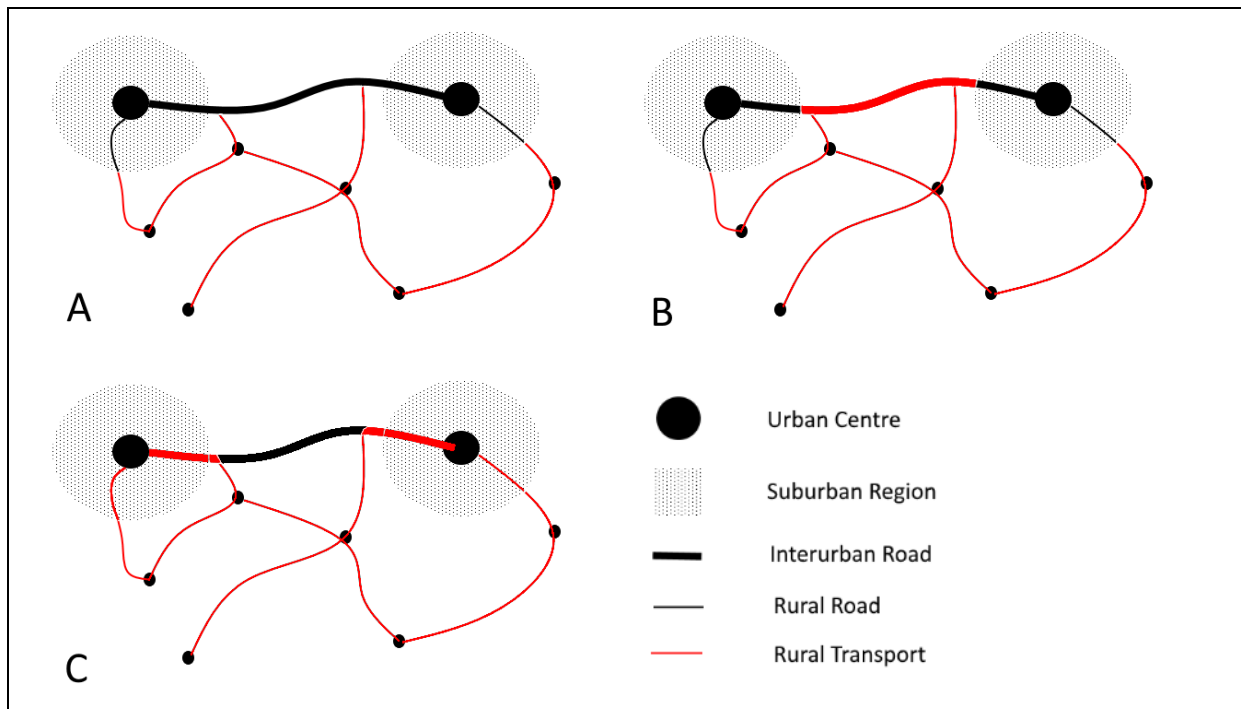 A
B
C
Urban Centre
Suburban Region
Interurban Road
Rural Road
Rural Transport